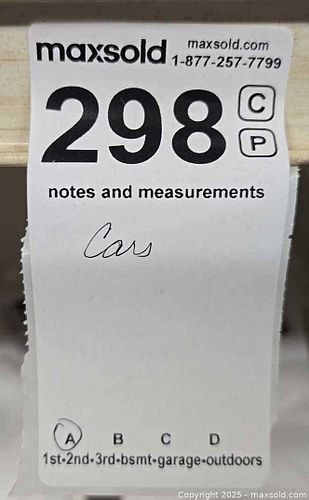 maxsold maxsold.com
1-877-257-7799
298 C
P
notes and measurements
Cars
A B C D
1st•2nd•3rd•bsmt•garage•outdoors
Copyright 2025 - maxsold.com